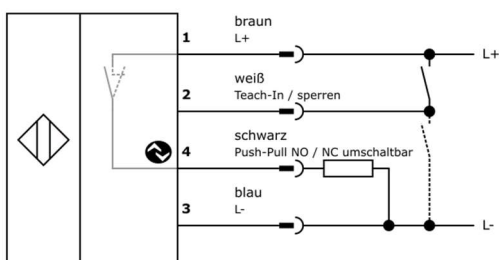 braun
1 L+ L+
weiß
2 Teach-In / sperren
schwarz
4 Push-Pull NO / NC umschaltbar
blau
3 L- L-